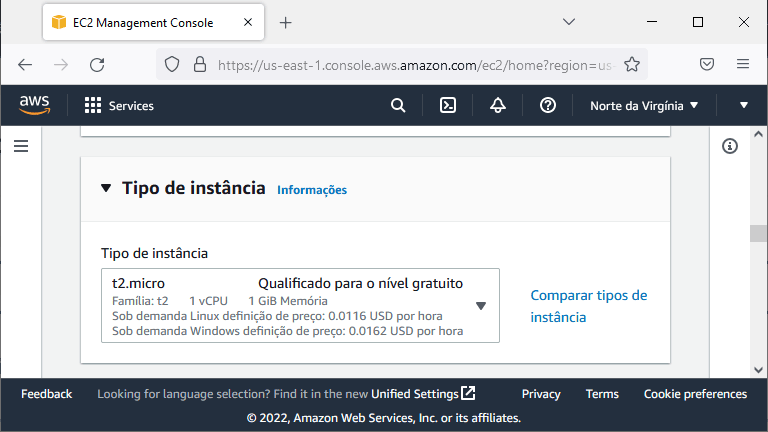 EC2 Management Console
https://us-east-1.console.aws.amazon.com/ec2/home?region=us-
aws Services Norte da Virgínia
Tipo de instância Informações
Tipo de instância
t2.micro Qualificado para o nível gratuito
Família: t2 1 vCPU 1 GiB Memória
Sob demanda Linux definição de preço: 0.0116 USD por hora
Sob demanda Windows definição de preço: 0.0162 USD por hora
Comparar tipos de
instância
Feedback Looking for language selection? Find it in the new Unified Settings Privacy Terms Cookie preferences
© 2022, Amazon Web Services, Inc. or its affiliates.